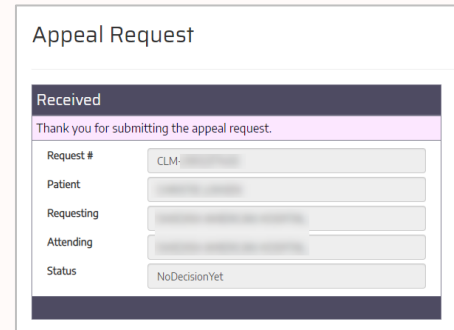 Appeal Request
Received
Thank you for submitting the appeal request.
Request # CLM-
Patient
Requesting
Attending
Status NoDecisionYet